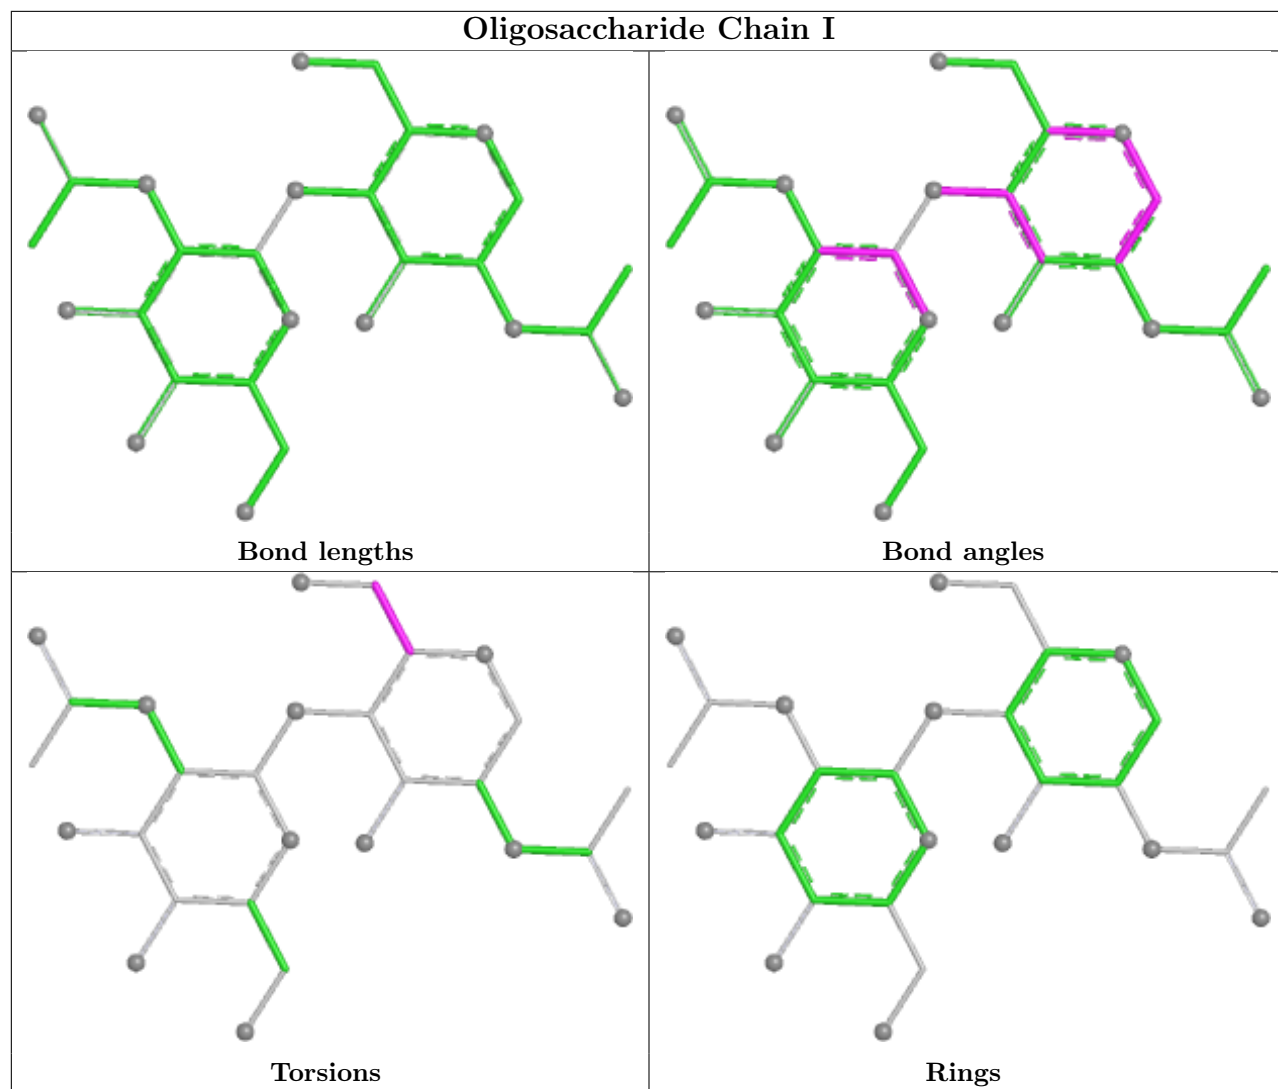 Oligosaccharide Chain I
Bond lengths
Bond angles
Torsions
Rings